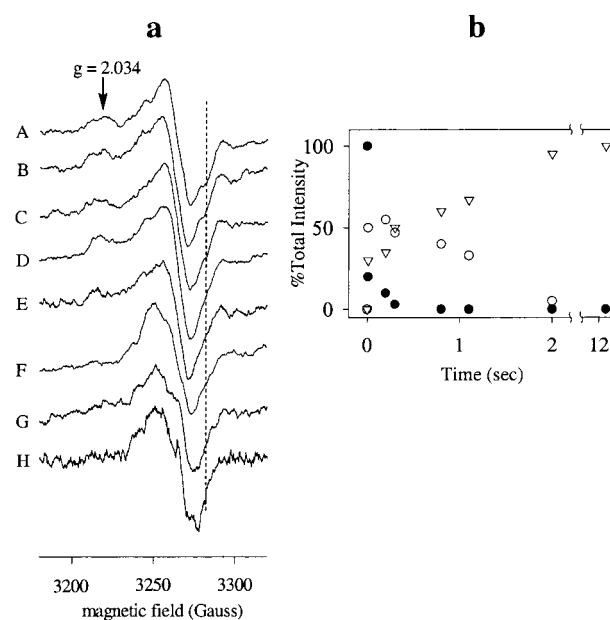 a
b
g = 2.034
A
B
C
D
E
F
G
H
3200
3250
3300
magnetic field (Gauss)
%Total Intensity
100
50
0
0
1
2
12
Time (sec)